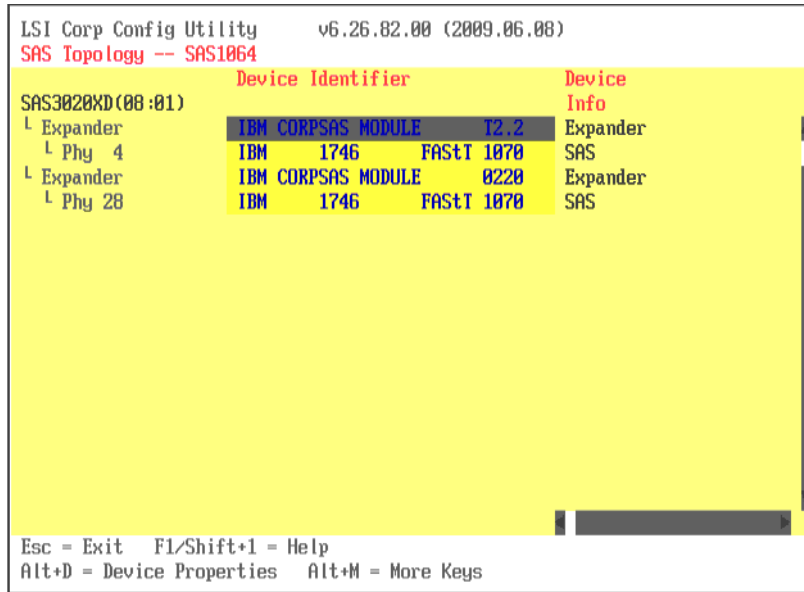 LSI Corp Config Utility v6.26.82.00 (2009.06.08)
SAS Topology -- SAS1064
Device Identifier Device
SAS3020XD(08:01) Info
Expander IBM CORPSAS MODULE T2.2 Expander
Phy 4 IBM 1746 FAStT 1070 SAS
Expander IBM CORPSAS MODULE 0220 Expander
Phy 28 IBM 1746 FAStT 1070 SAS
Esc = Exit F1/Shift+1 = Help
Alt+D = Device Properties Alt+M = More Keys